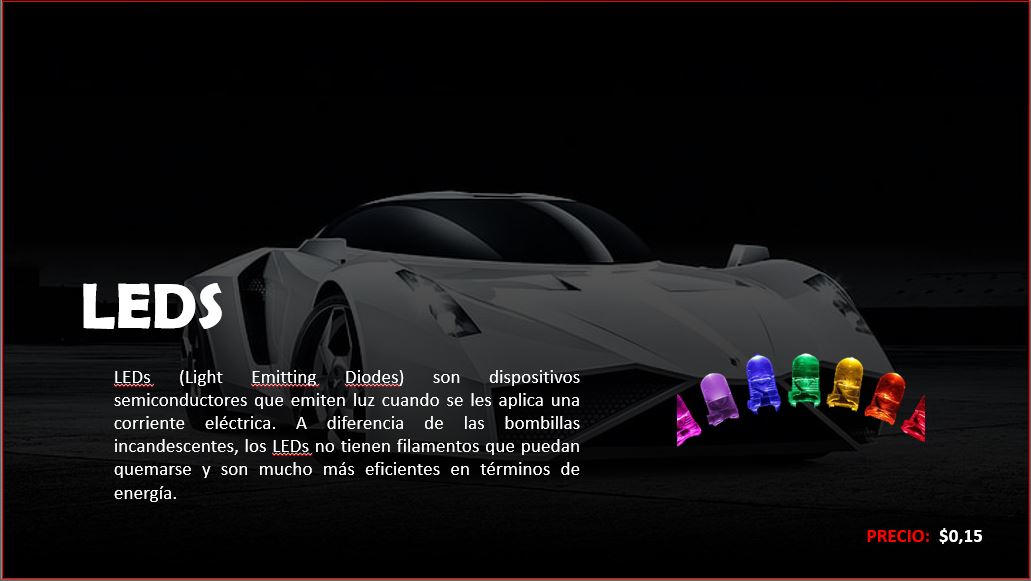 LEDS
LEDs (Light Emitting Diodes) son dispositivos
semiconductores que emiten luz cuando se les aplica una
corriente eléctrica. A diferencia de las bombillas
incandescentes, los LEDs no tienen filamentos que puedan
quemarse y son mucho más eficientes en términos de
energía.
PRECIO: $0,15